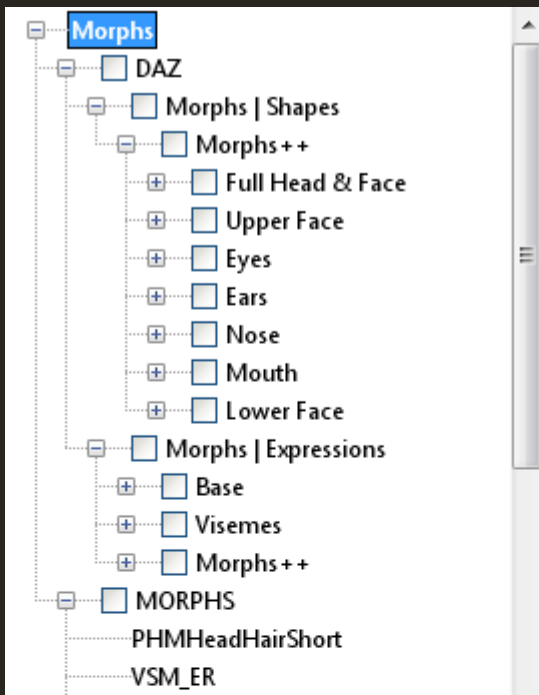 Morphs
DAZ
Morphs | Shapes
Morphs++
Full Head & Face
Upper Face
Eyes
Ears
Nose
Mouth
Lower Face
Morphs | Expressions
Base
Visemes
Morphs++
MORPHS
PHMHeadHairShort
VSM_ER